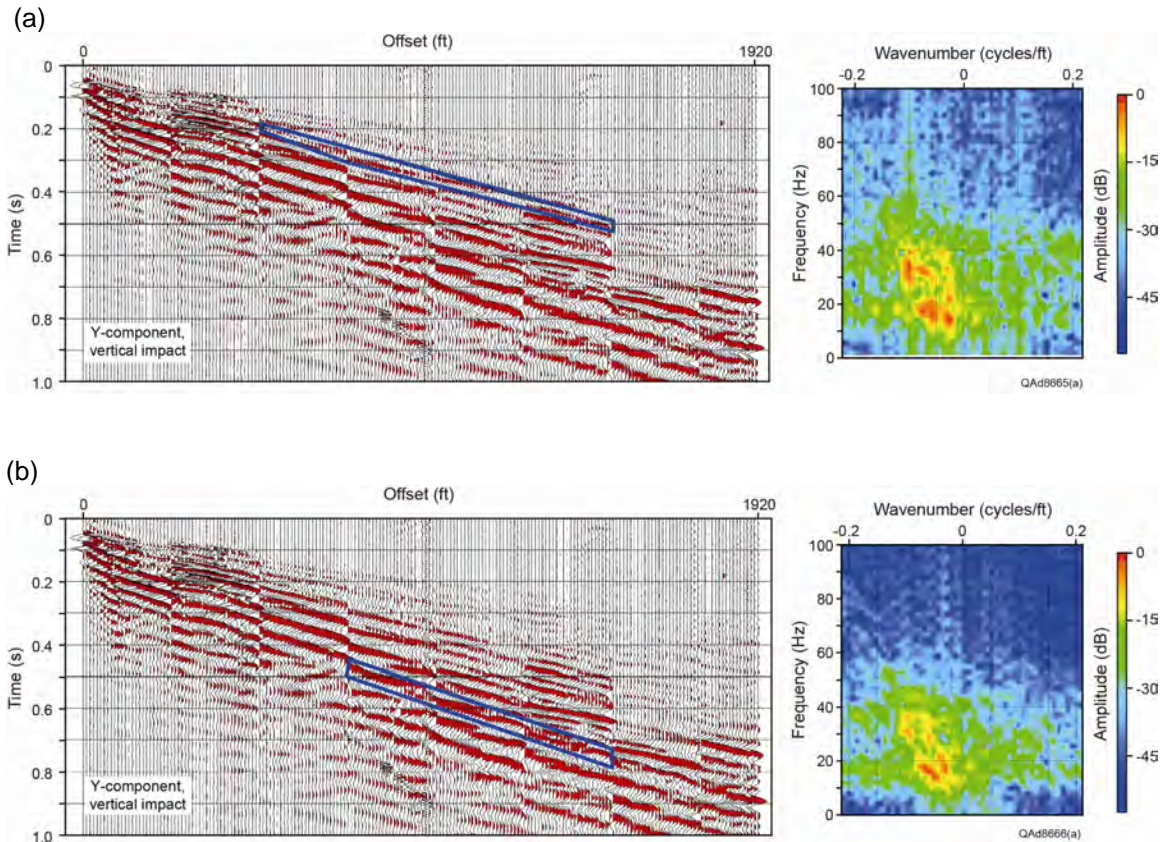 (a)
Offset (ft)
0
1920
Time (s)
0
0.2
0.4
0.6
0.8
1.0
Y-component,
vertical impact
Wavenumber (cycles/ft)
-0.2
0
0.2
Frequency (Hz)
100
80
60
40
20
0
Amplitude (dB)
0
-15
-30
-45
QAd8665(a)
(b)
Offset (ft)
0
1920
Time (s)
0
0.2
0.4
0.6
0.8
1.0
Y-component,
vertical impact
Wavenumber (cycles/ft)
-0.2
0
0.2
Frequency (Hz)
100
80
60
40
20
0
Amplitude (dB)
0
-15
-30
-45
QAd8666(a)